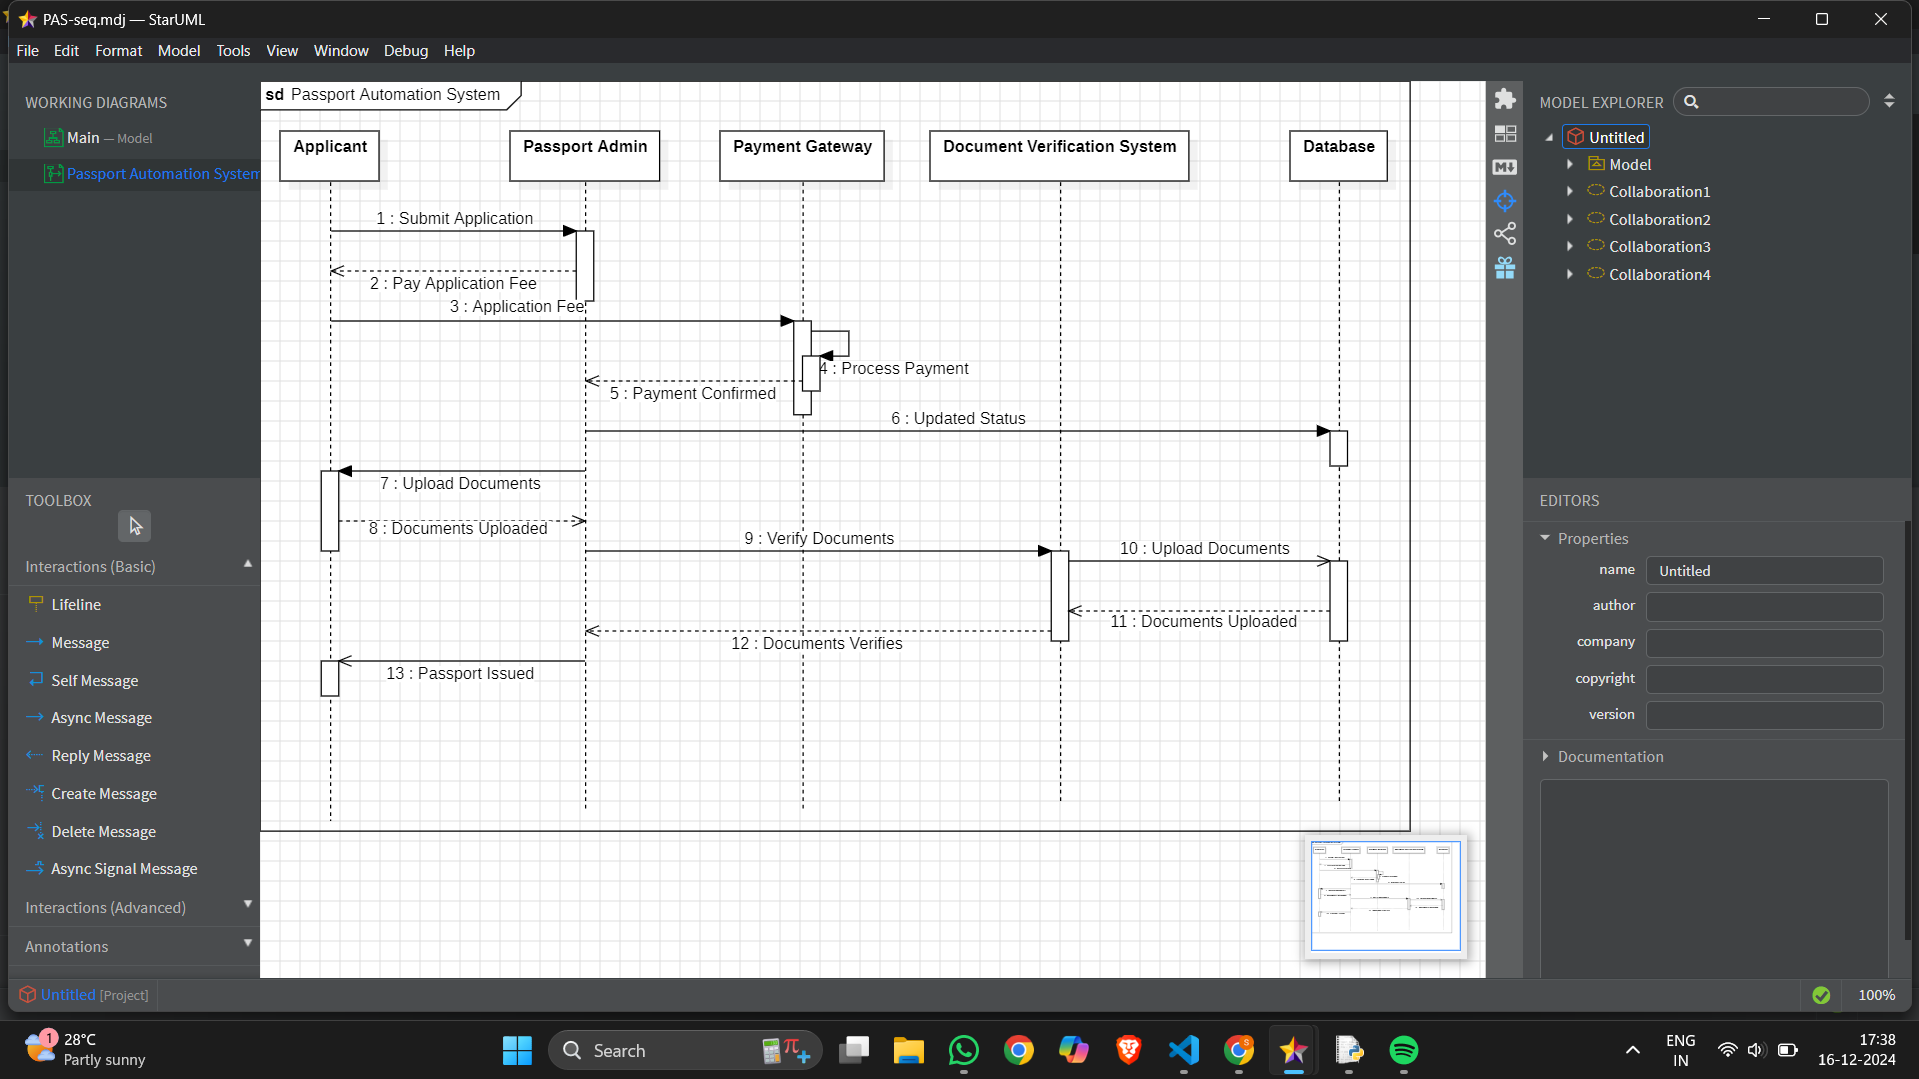 PAS-seq.mdj — StarUML
File Edit Format Model Tools View Window Debug Help
WORKING DIAGRAMS
Main — Model
Passport Automation System
TOOLBOX
Interactions (Basic)
Lifeline
Message
Self Message
Async Message
Reply Message
Create Message
Delete Message
Async Signal Message
Interactions (Advanced)
Annotations
sd Passport Automation System
Applicant Passport Admin Payment Gateway Document Verification System Database
1 : Submit Application
2 : Pay Application Fee
3 : Application Fee
4 : Process Payment
5 : Payment Confirmed
6 : Updated Status
7 : Upload Documents
8 : Documents Uploaded
9 : Verify Documents
10 : Upload Documents
11 : Documents Uploaded
12 : Documents Verifies
13 : Passport Issued
MODEL EXPLORER
Untitled
Model
Collaboration1
Collaboration2
Collaboration3
Collaboration4
EDITORS
Properties
name Untitled
author
company
copyright
version
Documentation
Untitled [Project]
100%
1
28°C
Partly sunny
Search
S
ENG
IN
17:38
16-12-2024